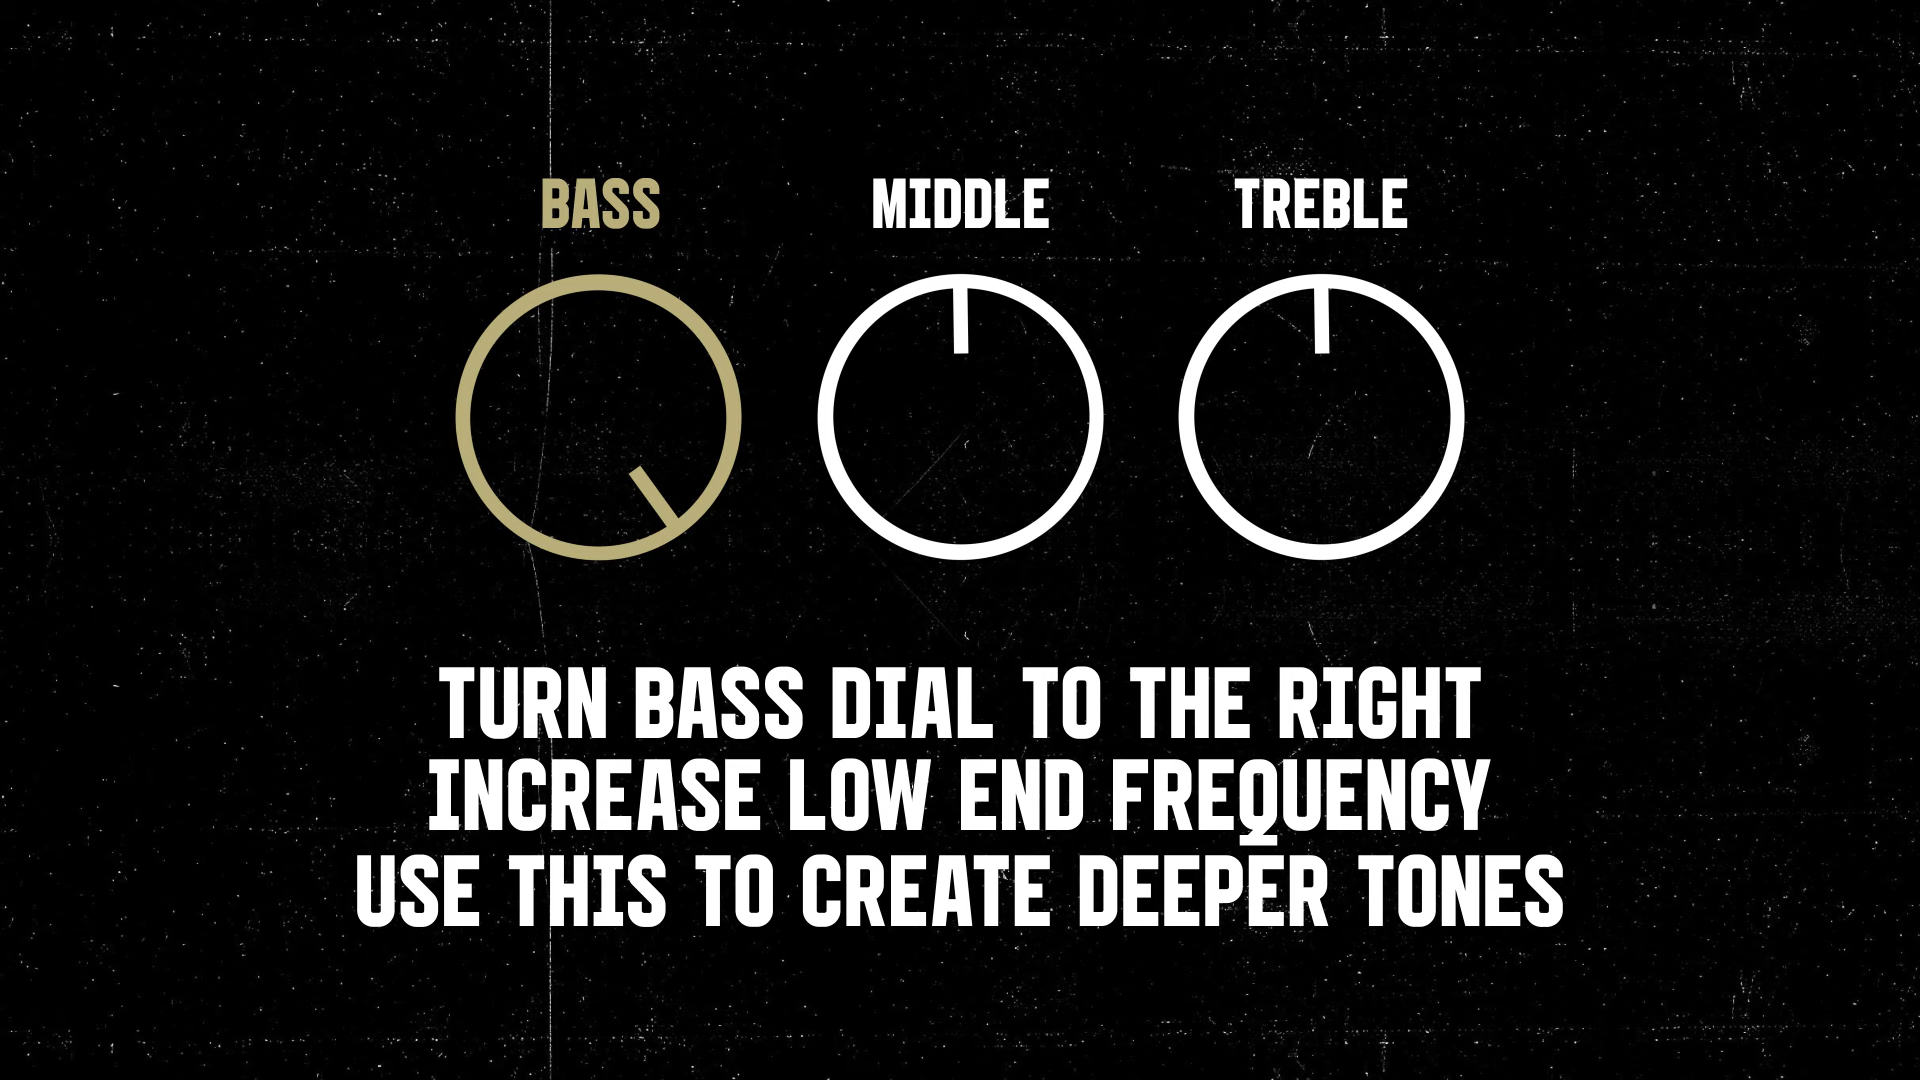 BASS MIDDLE TREBLE
TURN BASS DIAL TO THE RIGHT
INCREASE LOW END FREQUENCY
USE THIS TO CREATE DEEPER TONES